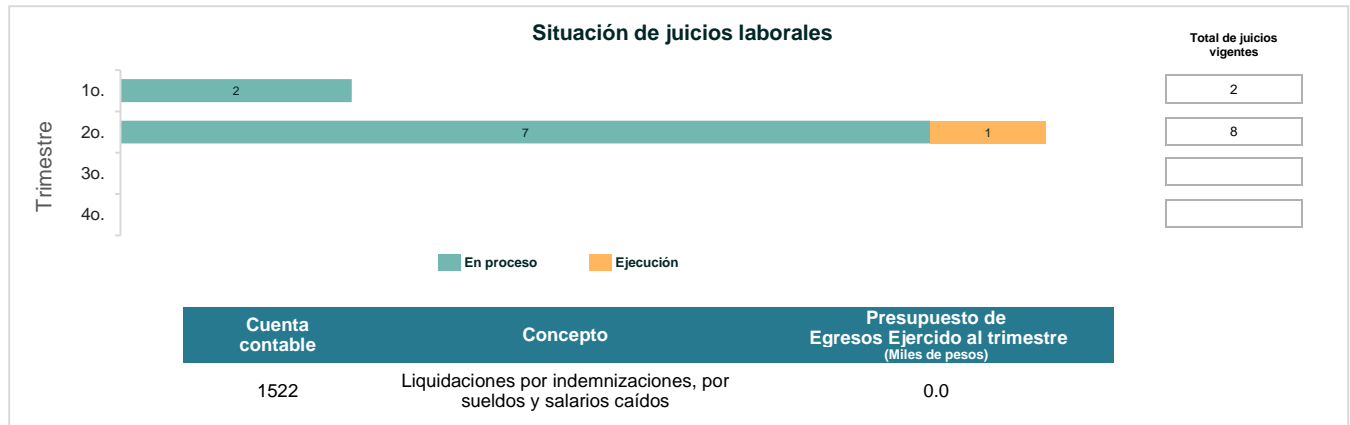 Situación de juicios laborales
Total de juicios
vigentes
Trimestre
1o.
2
2
2o.
7
1
8
3o.
4o.
En proceso
Ejecución
Cuenta
contable
Concepto
Presupuesto de
Egresos Ejercido al trimestre
(Miles de pesos)
1522
Liquidaciones por indemnizaciones, por
sueldos y salarios caídos
0.0